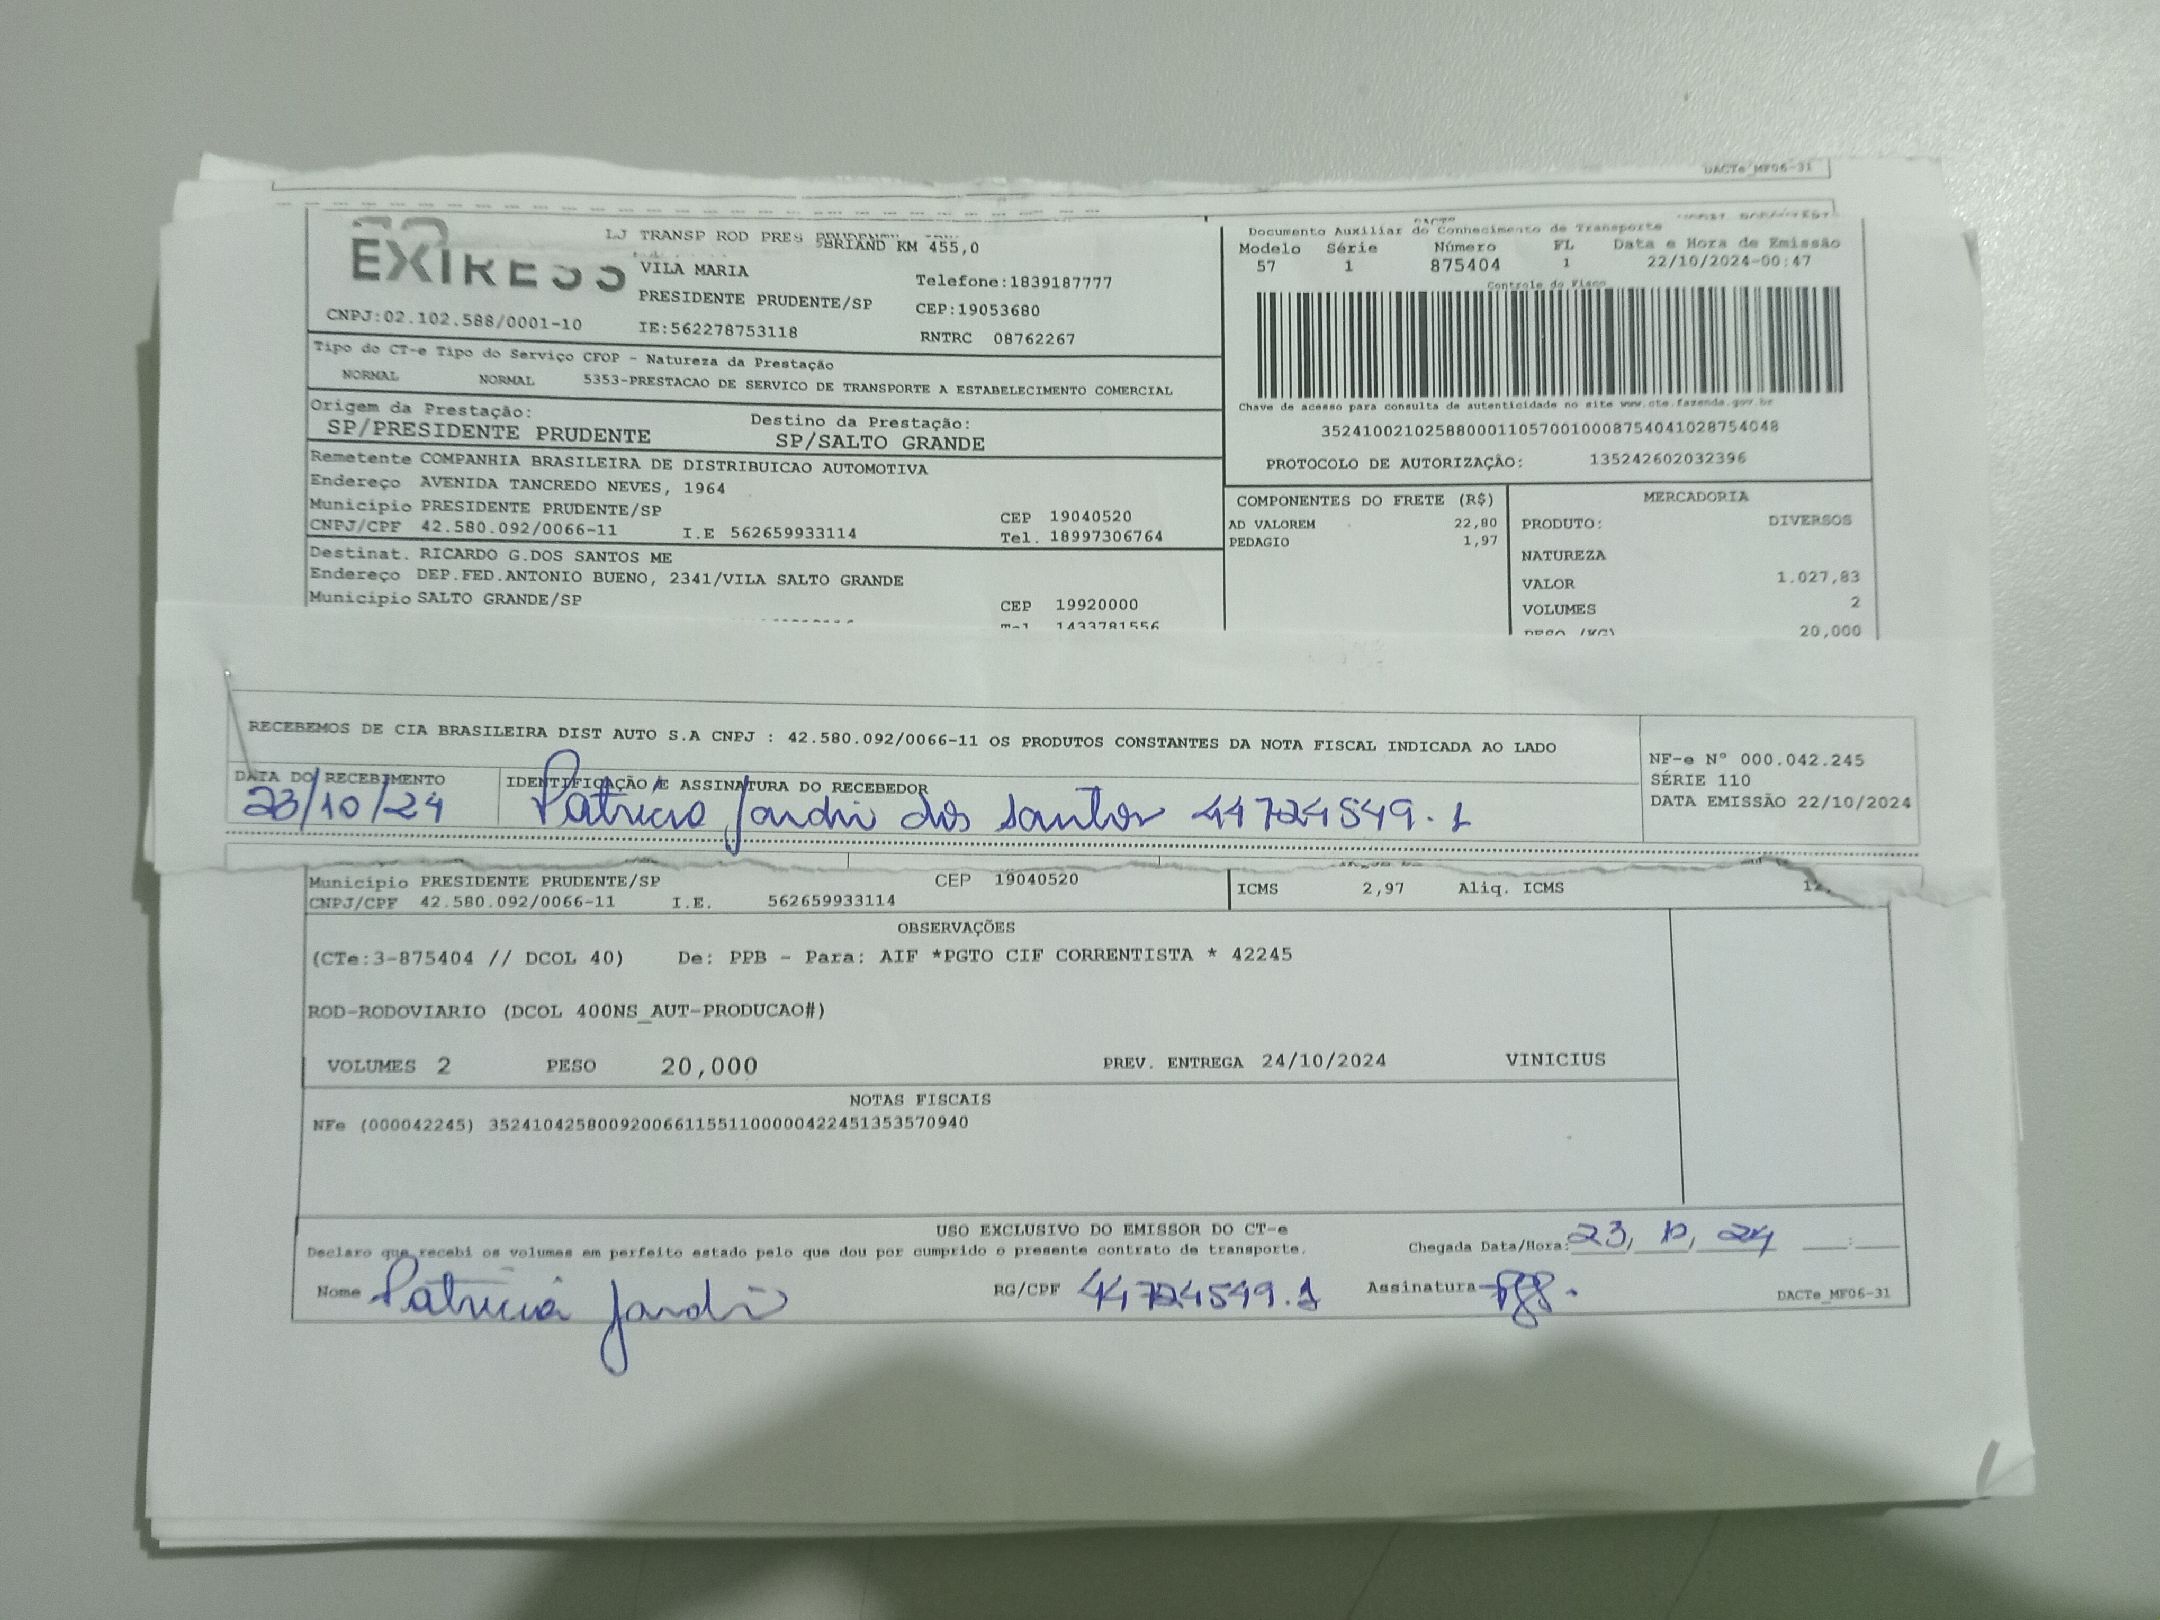 DACTe_MF06-31
LJ TRANSP ROD PRES BRIAND KM 455,0
VILA MARIA
Telefone:1839187777
PRESIDENTE PRUDENTE/SP
CEP:19053680
CNPJ:02.102.588/0001-10
IE:562278753118
RNTRC 08762267
Tipo do CT-e Tipo do Serviço CFOP - Natureza da Prestação
NORMAL NORMAL 5353-PRESTACAO DE SERVICO DE TRANSPORTE A ESTABELECIMENTO COMERCIAL
Origem da Prestação: Destino da Prestação:
SP/PRESIDENTE PRUDENTE SP/SALTO GRANDE
Remetente COMPANHIA BRASILEIRA DE DISTRIBUICAO AUTOMOTIVA
Endereço AVENIDA TANCREDO NEVES, 1964
Município PRESIDENTE PRUDENTE/SP CEP 19040520
CNPJ/CPF 42.580.092/0066-11 I.E 562659933114 Tel. 18997306764
Destinat. RICARDO G.DOS SANTOS ME
Endereço DEP.FED.ANTONIO BUENO, 2341/VILA SALTO GRANDE
Município SALTO GRANDE/SP CEP 19920000
1433781556
Documento Auxiliar do Conhecimento de Transporte
Modelo Série Número FL Data e Hora de Emissão
57 1 875404 1 22/10/2024-00:47
Controle do Fisco
Chave de acesso para consulta de autenticidade no site www.cte.fazenda.gov.br
35241002102588000110570010008754041028754048
PROTOCOLO DE AUTORIZAÇÃO: 135242602032396
COMPONENTES DO FRETE (R$)
AD VALOREM 22,80
PEDAGIO 1,97
MERCADORIA
PRODUTO: DIVERSOS
NATUREZA
VALOR 1.027,83
VOLUMES 2
PESO (KG) 20,000
RECEBEMOS DE CIA BRASILEIRA DIST AUTO S.A CNPJ : 42.580.092/0066-11 OS PRODUTOS CONSTANTES DA NOTA FISCAL INDICADA AO LADO
NF-e Nº 000.042.245
SÉRIE 110
DATA EMISSÃO 22/10/2024
DATA DO RECEBIMENTO IDENTIFICAÇÃO E ASSINATURA DO RECEBEDOR
23/10/24 Patricia Jandir dos Santos 44724549.1
Município PRESIDENTE PRUDENTE/SP CEP 19040520
CNPJ/CPF 42.580.092/0066-11 I.E. 562659933114
ICMS 2,97 Aliq. ICMS
OBSERVAÇÕES
(CTe:3-875404 // DCOL 40) De: PPB - Para: AIF *PGTO CIF CORRENTISTA * 42245
ROD-RODOVIARIO (DCOL 400NS_AUT-PRODUCAO#)
VOLUMES 2 PESO 20,000 PREV. ENTREGA 24/10/2024 VINICIUS
NOTAS FISCAIS
NFe (000042245) 35241042580092006611551100000422451353570940
USO EXCLUSIVO DO EMISSOR DO CT-e
Declaro que recebi os volumes em perfeito estado pelo que dou por cumprido o presente contrato de transporte.
Chegada Data/Hora: 23, 10, 24
Nome Patricia Jandir RG/CPF 44724549.1 Assinatura
DACTe_MF06-31